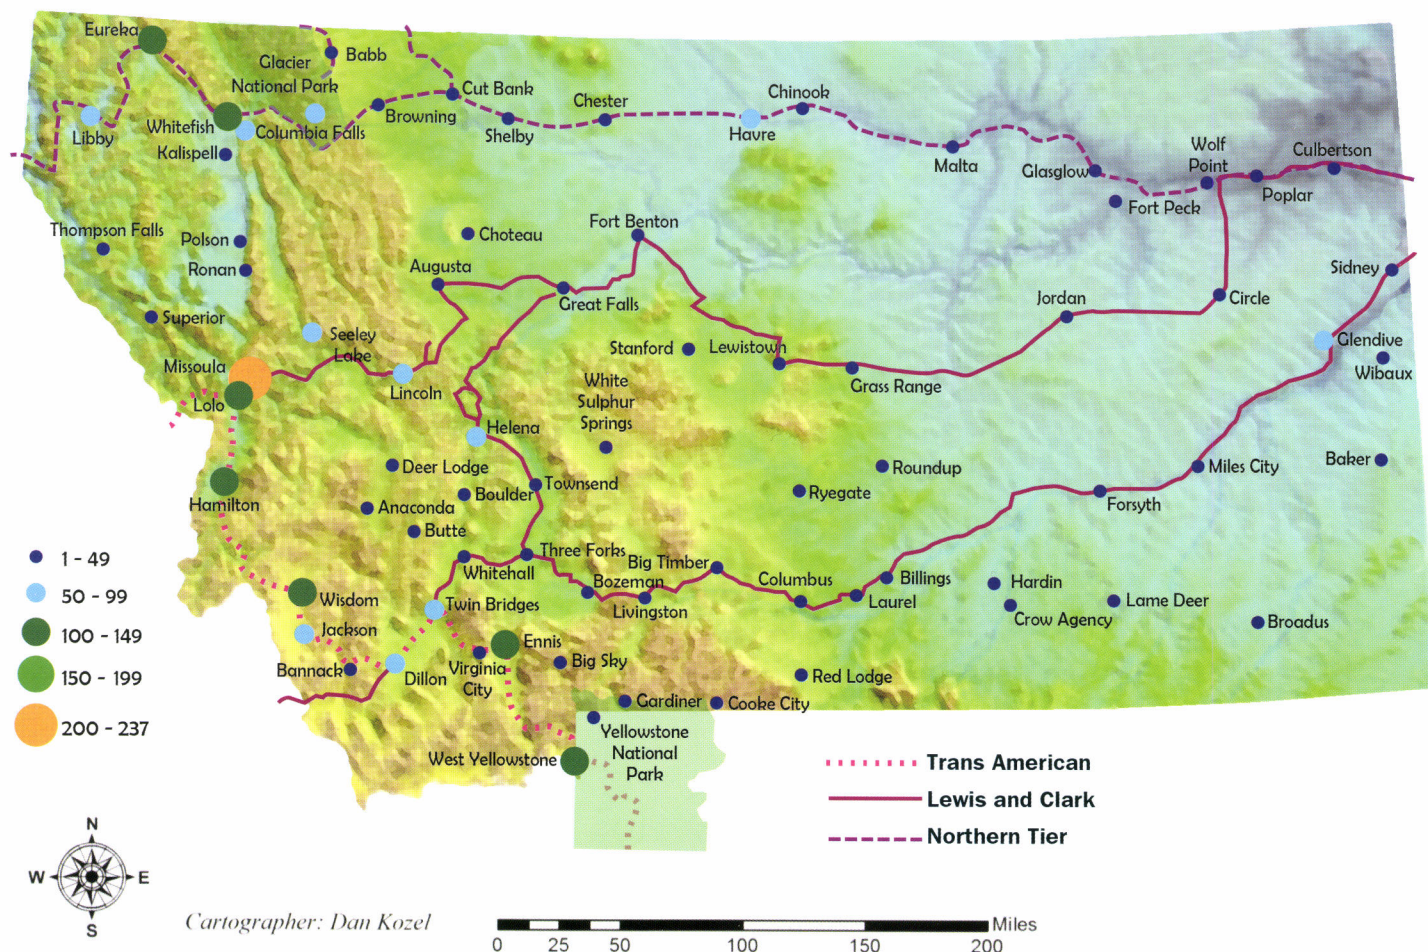 Eureka
Glacier
National Park
Babb
Cut Bank
Browning
Shelby
Chester
Havre
Chinook
Malta
Glasglow
Wolf
Point
Fort Peck
Poplar
Culbertson
Libby
Whitefish
Columbia Falls
Kalispell
Thompson Falls
Polson
Ronan
Choteau
Augusta
Fort Benton
Great Falls
Sidney
Circle
Jordan
Superior
Seeley
Lake
Missoula
Lolo
Lincoln
Stanford
Lewistown
Grass Range
Glendive
Wibaux
White
Sulphur
Springs
Helena
Deer Lodge
Boulder
Townsend
Anaconda
Butte
Hamilton
Roundup
Ryegate
Miles City
Forsyth
Baker
Three Forks
Whitehall
Bozeman
Livingston
Big Timber
Columbus
Billings
Laurel
Hardin
Crow Agency
Lame Deer
Broadus
Wisdom
Jackson
Twin Bridges
Bannack
Dillon
Virginia
City
Ennis
Big Sky
Red Lodge
Gardiner
Cooke City
Yellowstone
National
Park
West Yellowstone
1 - 49
50 - 99
100 - 149
150 - 199
200 - 237
Trans American
Lewis and Clark
Northern Tier
N
W
E
S
Cartographer: Dan Kozel
Miles
0 25 50 100 150 200